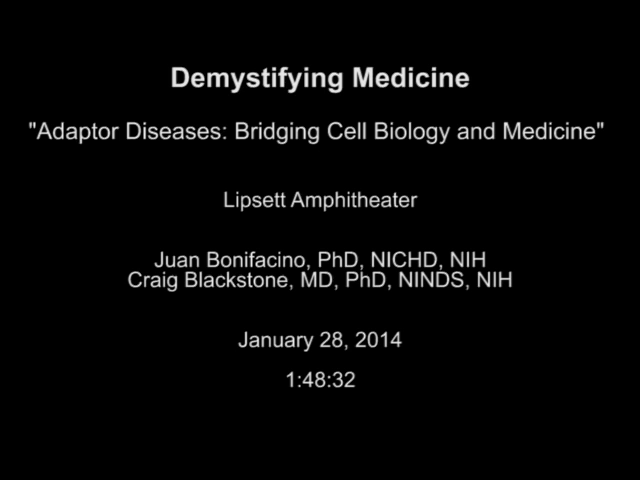 Demystifying Medicine
"Adaptor Diseases: Bridging Cell Biology and Medicine"
Lipsett Amphitheater
Juan Bonifacino, PhD, NICHD, NIH
Craig Blackstone, MD, PhD, NINDS, NIH
January 28, 2014
1:48:32